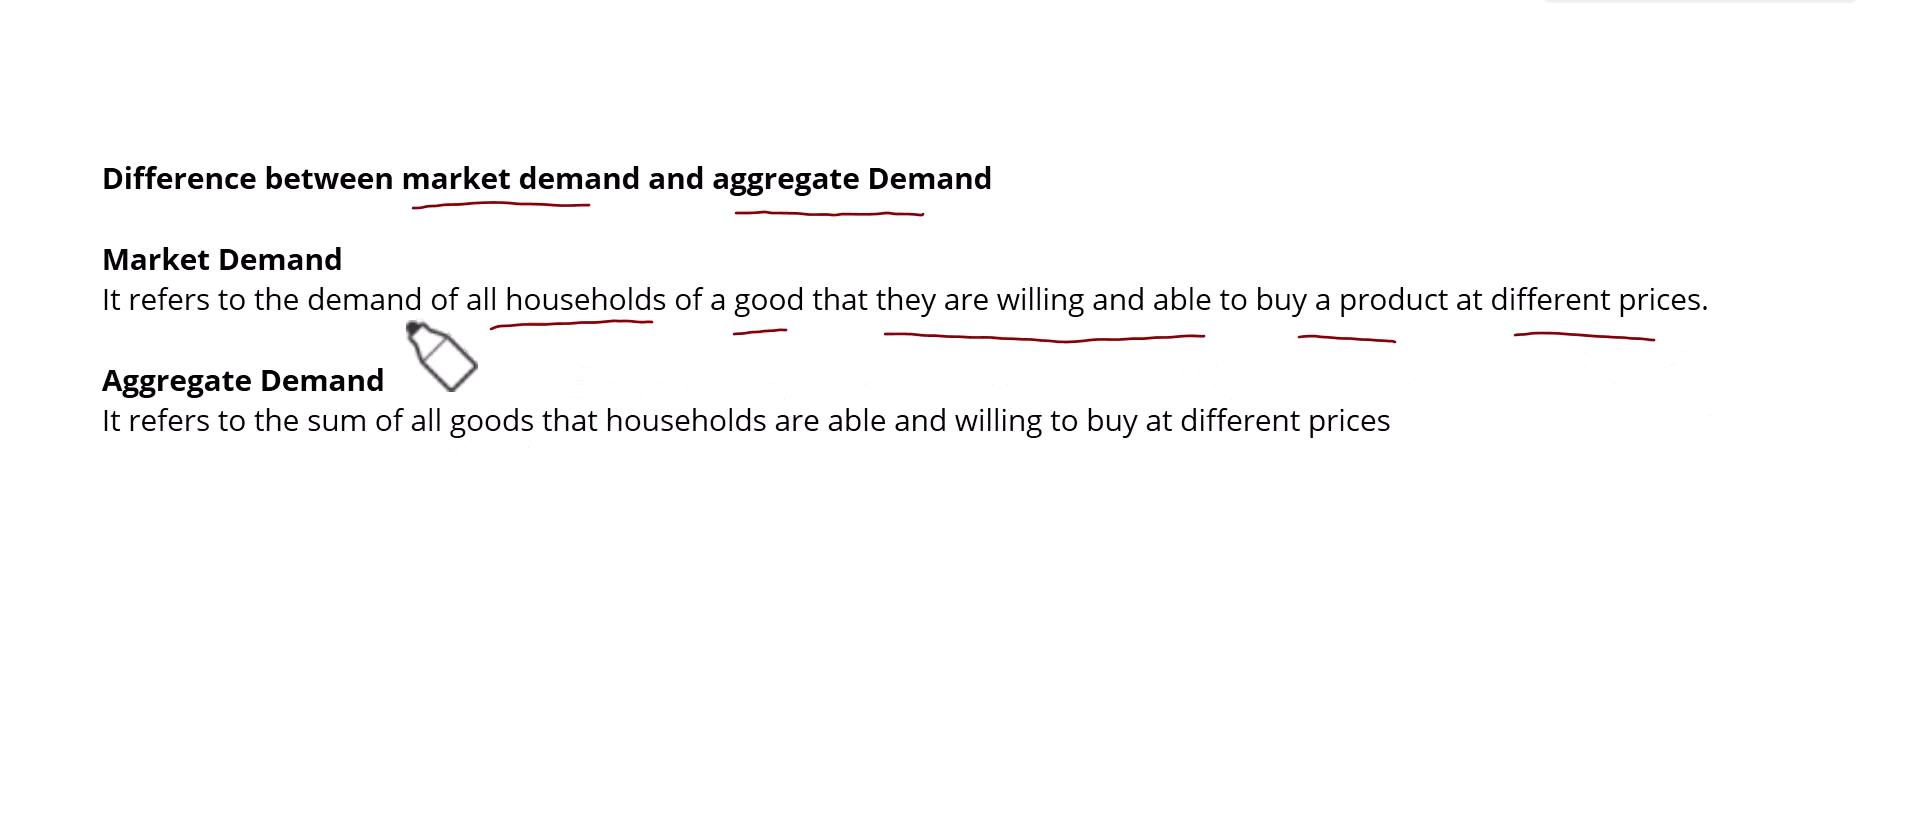 Difference between market demand and aggregate Demand
Market Demand
It refers to the demand of all households of a good that they are willing and able to buy a product at different prices.
Aggregate Demand
It refers to the sum of all goods that households are able and willing to buy at different prices